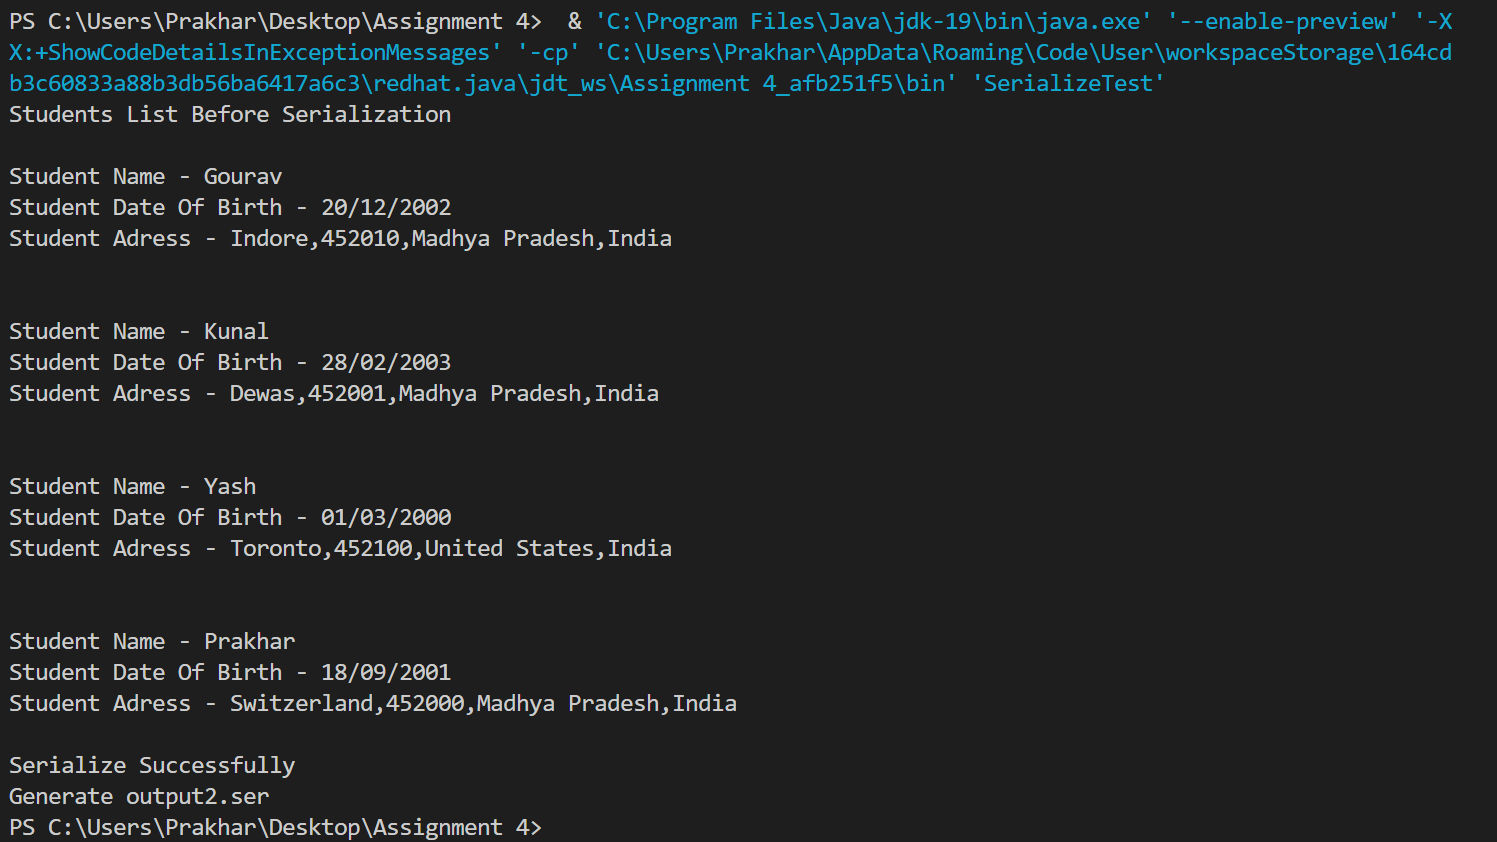 PS C:\Users\Prakhar\Desktop\Assignment 4>  & 'C:\Program Files\Java\jdk-19\bin\java.exe' '--enable-preview' '-X
X:+ShowCodeDetailsInExceptionMessages' '-cp' 'C:\Users\Prakhar\AppData\Roaming\Code\User\workspaceStorage\164cd
b3c60833a88b3db56ba6417a6c3\redhat.java\jdt_ws\Assignment 4_afb251f5\bin' 'SerializeTest'
Students List Before Serialization
Student Name - Gourav
Student Date Of Birth - 20/12/2002
Student Adress - Indore,452010,Madhya Pradesh,India
Student Name - Kunal
Student Date Of Birth - 28/02/2003
Student Adress - Dewas,452001,Madhya Pradesh,India
Student Name - Yash
Student Date Of Birth - 01/03/2000
Student Adress - Toronto,452100,United States,India
Student Name - Prakhar
Student Date Of Birth - 18/09/2001
Student Adress - Switzerland,452000,Madhya Pradesh,India
Serialize Successfully
Generate output2.ser
PS C:\Users\Prakhar\Desktop\Assignment 4>